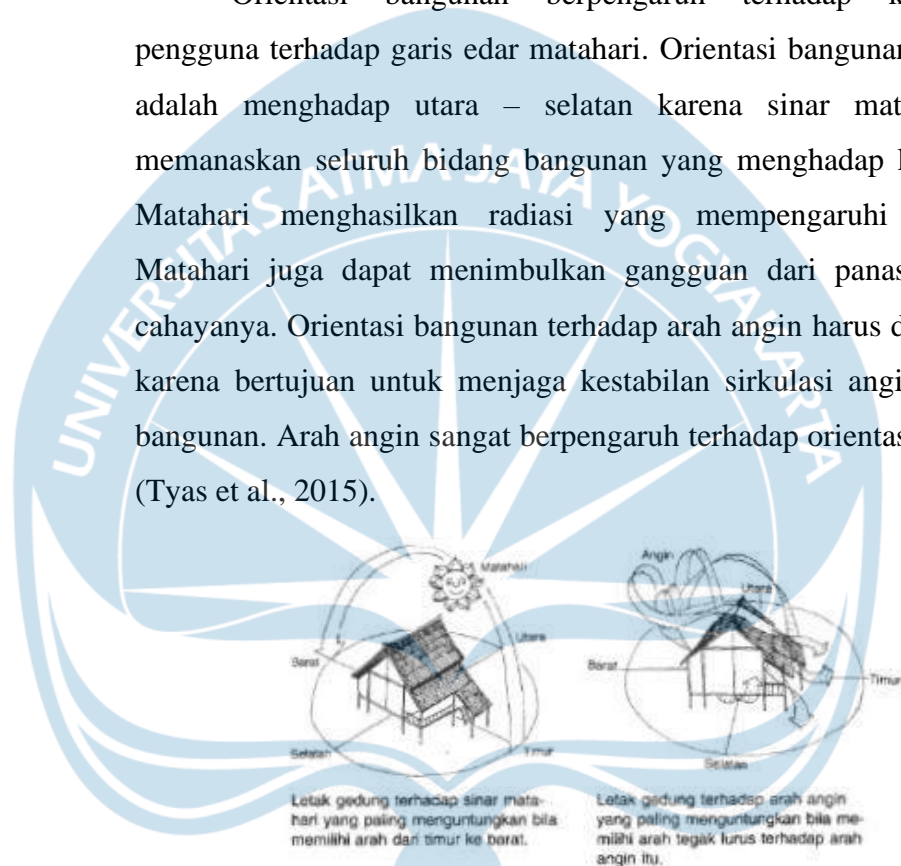 Orientasi bangunan berpengaruh terhadap
pengguna terhadap garis edar matahari. Orientasi bangunan
adalah menghadap utara – selatan karena sinar
memanaskan seluruh bidang bangunan yang menghadap
Matahari menghasilkan radiasi yang mempengaruhi
Matahari juga dapat menimbulkan gangguan dari
cahayanya. Orientasi bangunan terhadap arah angin harus
karena bertujuan untuk menjaga kestabilan sirkulasi
bangunan. Arah angin sangat berpengaruh terhadap
(Tyas et al., 2015).
UNIVERSITAS ATMA JAYA YOGYAKARTA
Matahari
Utara
Barat
Selatan
Timur
Letak gedung terhadap sinar mata-
hari yang paling menguntungkan bila
memilihi arah dari timur ke barat.
Angin
Utara
Barat
Timur
Selatan
Letak gedung terhadap arah angin
yang paling menguntungkan bila me-
milihi arah tegak lurus terhadap arah
angin itu.